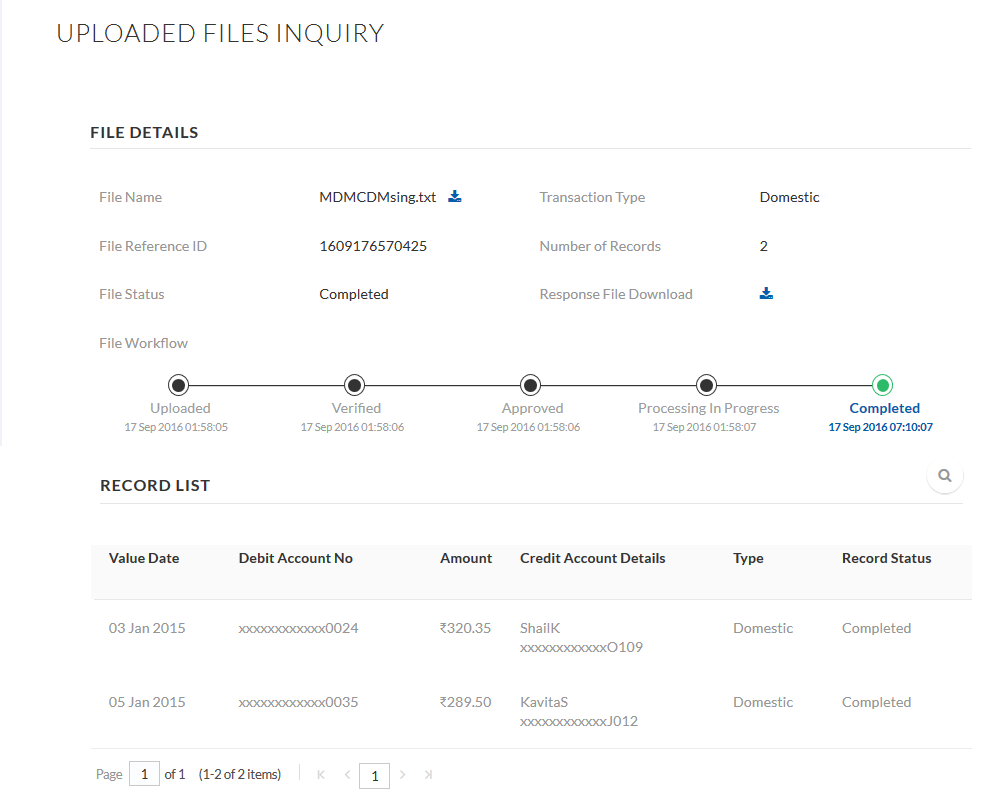 UPLOADED FILES INQUIRY
FILE DETAILS
File Name MDMCDMsing.txt Transaction Type Domestic
File Reference ID 1609176570425 Number of Records 2
File Status Completed Response File Download
File Workflow
Uploaded Verified Approved Processing In Progress Completed
17 Sep 2016 01:58:05 17 Sep 2016 01:58:06 17 Sep 2016 01:58:06 17 Sep 2016 01:58:07 17 Sep 2016 07:10:07
RECORD LIST
Value Date Debit Account No Amount Credit Account Details Type Record Status
03 Jan 2015 xxxxxxxxxxxx0024 ₹320.35 ShailK Domestic Completed
xxxxxxxxxxxxO109
05 Jan 2015 xxxxxxxxxxxx0035 ₹289.50 KavitaS Domestic Completed
xxxxxxxxxxxxJ012
Page 1 of 1 (1-2 of 2 items) 1